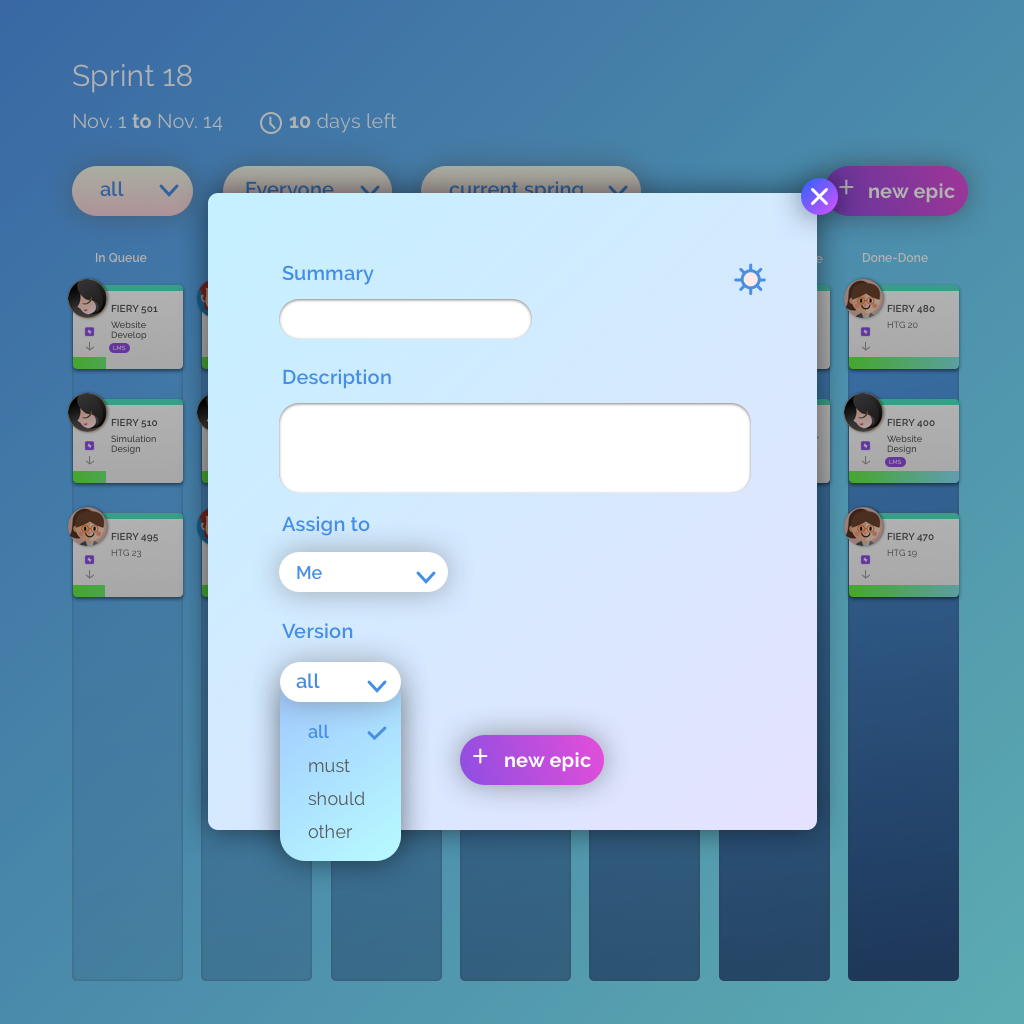 Sprint 18
Nov. 1 to Nov. 14
10 days left
all
Everyone
current spring
+ new epic
In Queue
e
Done-Done
FIERY 501
Website
Develop
LMS
FIERY 510
Simulation
Design
FIERY 495
HTG 23
Summary
Description
Assign to
Me
Version
all
all
must
should
other
+ new epic
FIERY 480
HTG 20
FIERY 400
Website
Design
LMS
FIERY 470
HTG 19